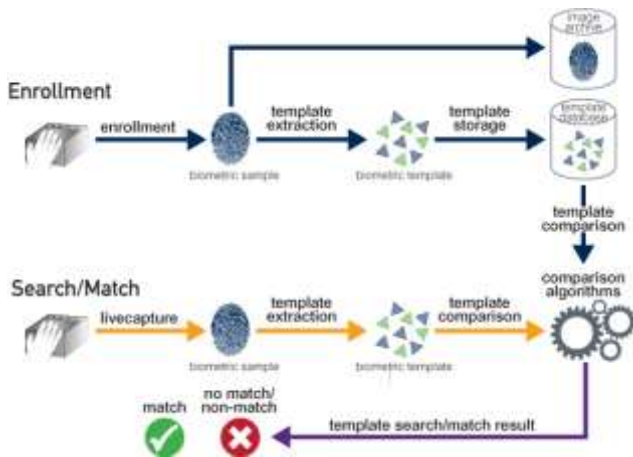 image
archive
Enrollment
enrollment
template
extraction
template
storage
template
database
biometric sample
biometric template
template
comparison
Search/Match
livecapture
template
extraction
template
comparison
comparison
algorithms
biometric sample
biometric template
match
no match/
non-match
template search/match result